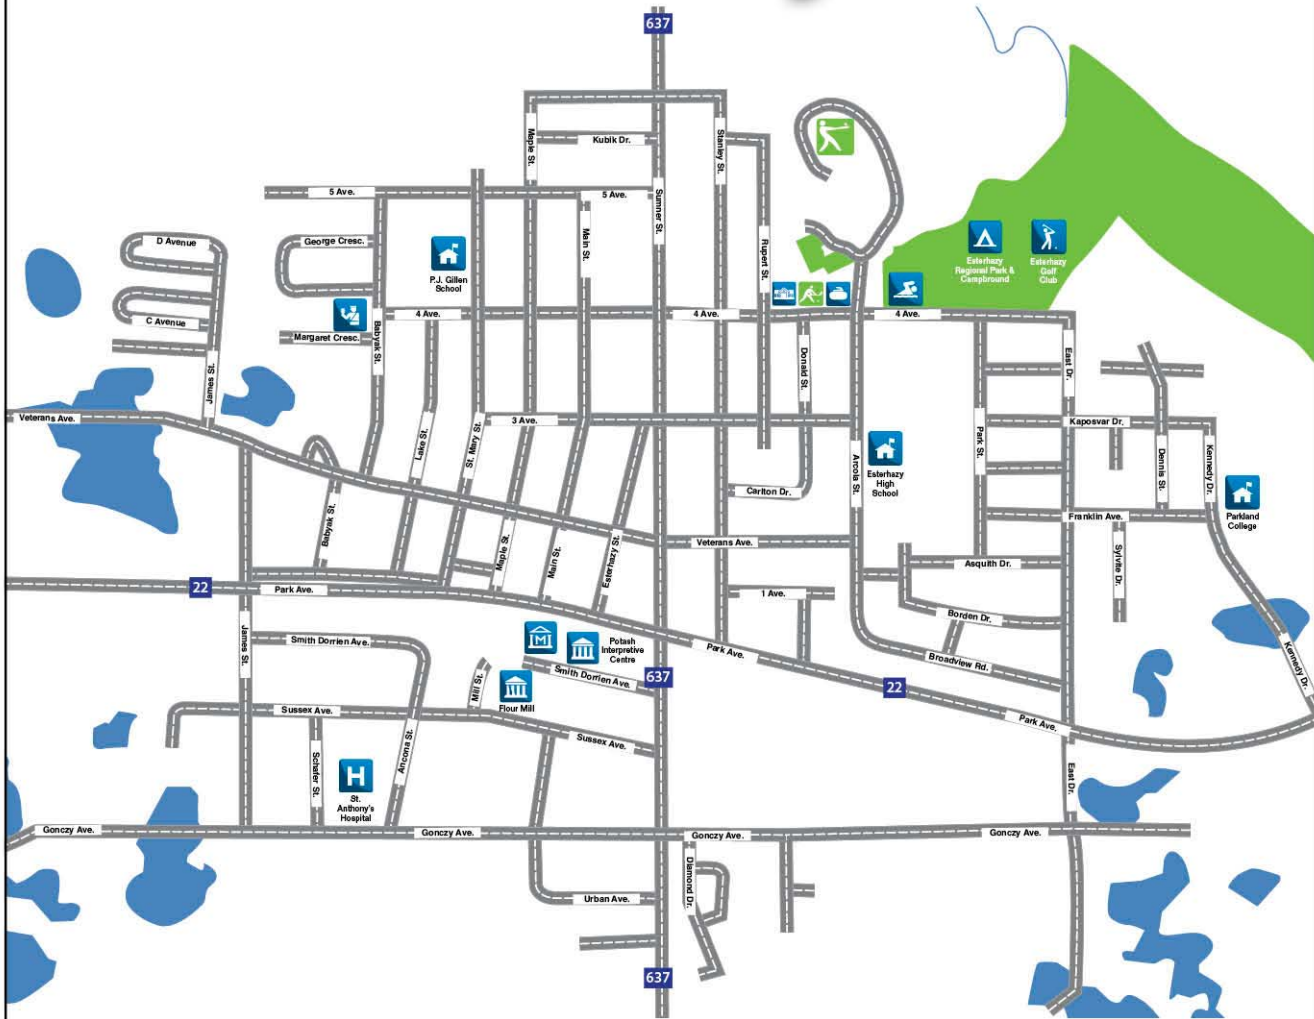 637
Maple St.
Kubik Dr.
Stanley St.
5 Ave.
5 Ave.
Sumner St.
D Avenue
George Cresc.
Main St.
Rupert St.
P.J. Gillen
School
Esterhazy
Regional Park &
Campbround
Esterhazy
Golf
Club
C Avenue
4 Ave.
4 Ave.
4 Ave.
Margaret Cresc.
Babyak St.
James St.
Donald St.
East Dr.
Veterans Ave.
3 Ave.
Kaposvar Dr.
Lake St.
St. Mary St.
Park St.
Arcola St.
Esterhazy
High
School
Dennis St.
Kennedy Dr.
Carlton Dr.
Parkland
College
Franklin Ave.
Babyak St.
Maple St.
Main St.
Esterhazy St.
Veterans Ave.
Asquith Dr.
Sylvite Dr.
22
Park Ave.
1 Ave.
Borden Dr.
James St.
Smith Dorrien Ave.
M
Potash
Interpretive
Centre
Park Ave.
Broadview Rd.
Kennedy Dr.
Smith Dorrien Ave.
637
22
Mill St.
Flour Mill
Sussex Ave.
Park Ave.
Sussex Ave.
Ancona St.
Schafer St.
H
St.
Anthony's
Hospital
East Dr.
Gonczy Ave.
Gonczy Ave.
Gonczy Ave.
Gonczy Ave.
Diamond Dr.
Urban Ave.
637